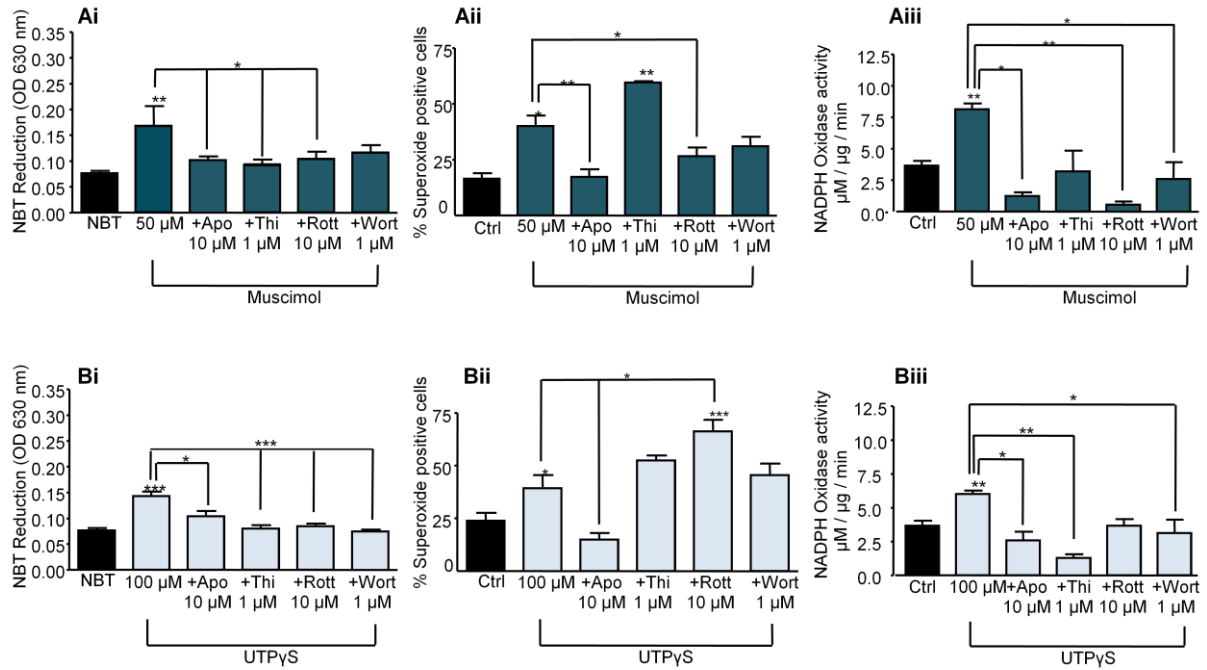 Ai
NBT Reduction (OD 630 nm)
0.35
0.30
0.25
0.20
0.15
0.10
0.05
0.00
*
**
NBT 50 µM +Apo +Thi +Rott +Wort
10 µM 1 µM 10 µM 1 µM
Muscimol
Aii
% Superoxide positive cells
75
50
25
0
*
**
**
*
Ctrl 50 µM +Apo +Thi +Rott +Wort
10 µM 1 µM 10 µM 1 µM
Muscimol
Aiii
NADPH Oxidase activity
µM / µg / min
12.5
10.0
7.5
5.0
2.5
0.0
*
**
*
**
Ctrl 50 µM +Apo +Thi +Rott +Wort
10 µM 1 µM 10 µM 1 µM
Muscimol
Bi
NBT Reduction (OD 630 nm)
0.35
0.30
0.25
0.20
0.15
0.10
0.05
0.00
***
*
***
NBT 100 µM +Apo +Thi +Rott +Wort
10 µM 1 µM 10 µM 1 µM
UTPγS
Bii
% Superoxide positive cells
75
50
25
0
*
***
*
Ctrl 100 µM +Apo +Thi +Rott +Wort
10 µM 1 µM 10 µM 1 µM
UTPγS
Biii
NADPH Oxidase activity
µM / µg / min
12.5
10.0
7.5
5.0
2.5
0.0
*
**
*
**
Ctrl 100 µM +Apo +Thi +Rott +Wort
10 µM 1 µM 10 µM 1 µM
UTPγS